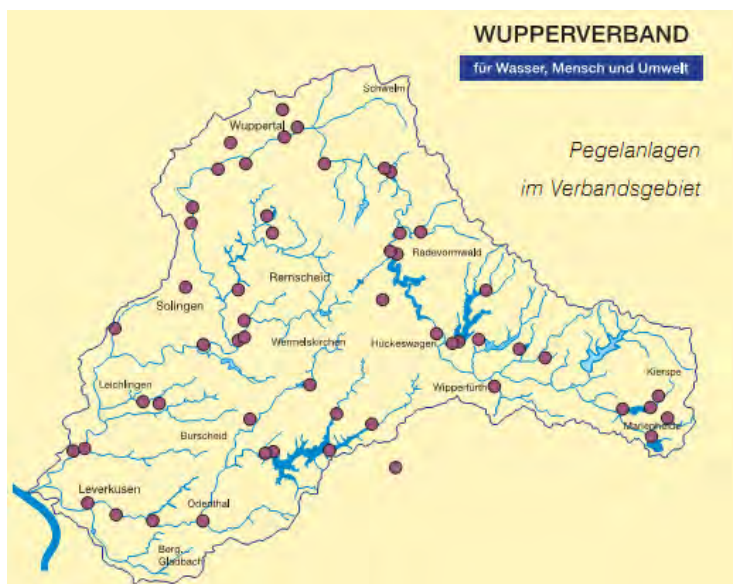 WUPPERVERBAND
für Wasser, Mensch und Umwelt
Pegelanlagen
im Verbandsgebiet
Schwelm
Wuppertal
Radevormwald
Remscheid
Solingen
Wermelskirchen
Hückeswagen
Kierspe
Leichlingen
Wipperfürth
Marienheide
Burscheid
Leverkusen
Odenthal
Berg.
Gladbach